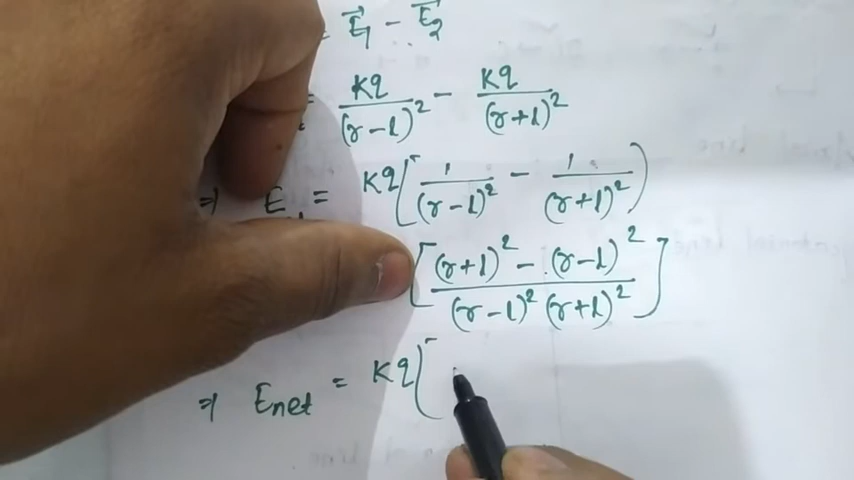 = E⃗₁ - E⃗₂
= Kq/(r-l)² - Kq/(r+l)²
⇒ E = Kq[1/(r-l)² - 1/(r+l)²]
[(r+l)² - (r-l)²/(r-l)² (r+l)²]
⇒ Enet = Kq[